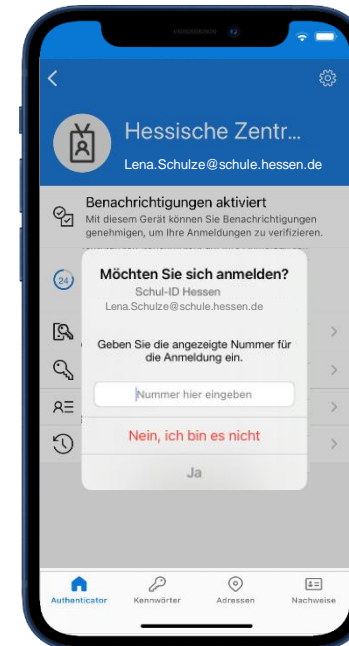 Hessische Zentr...
Lena.Schulze@schule.hessen.de
Benachrichtigungen aktiviert
Mit diesem Gerät können Sie Benachrichtigungen
genehmigen, um Ihre Anmeldungen zu verifizieren.
24
Möchten Sie sich anmelden?
Schul-ID Hessen
Lena.Schulze@schule.hessen.de
Geben Sie die angezeigte Nummer für
die Anmeldung ein.
Nummer hier eingeben
Nein, ich bin es nicht
Ja
Authenticator Kennwörter Adressen Nachweise